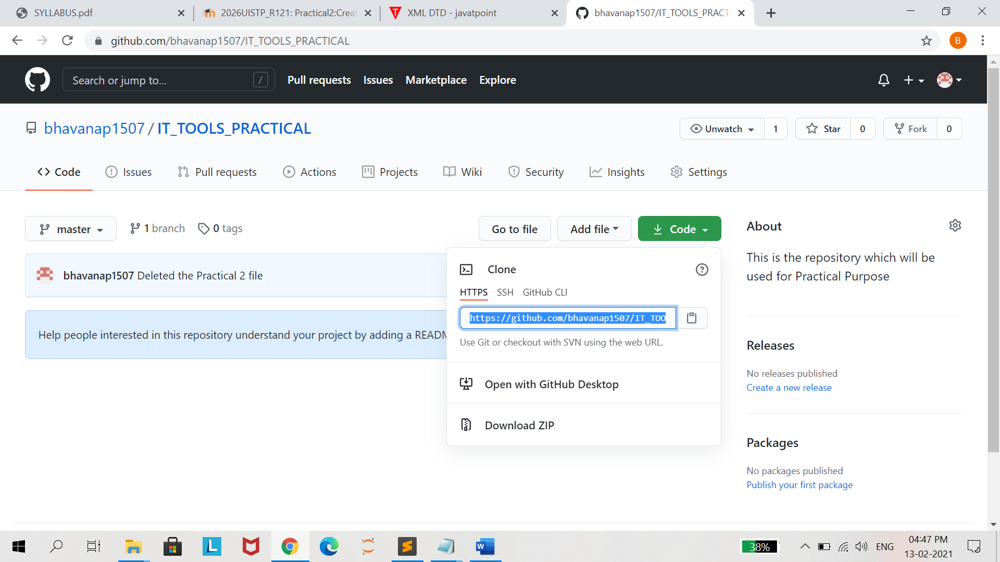 SYLLABUS.pdf
2026UISTP_R121: Practical2:Creat
XML DTD - javatpoint
bhavanap1507/IT_TOOLS_PRACTI
github.com/bhavanap1507/IT_TOOLS_PRACTICAL
B
Search or jump to...
/
Pull requests
Issues
Marketplace
Explore
bhavanap1507 / IT_TOOLS_PRACTICAL
Unwatch
1
Star
0
Fork
0
Code
Issues
Pull requests
Actions
Projects
Wiki
Security
Insights
Settings
master
1 branch
0 tags
Go to file
Add file
Code
About
This is the repository which will be
used for Practical Purpose
bhavanap1507 Deleted the Practical 2 file
Help people interested in this repository understand your project by adding a READM
Clone
HTTPS
SSH
GitHub CLI
https://github.com/bhavanap1507/IT_TOO
Use Git or checkout with SVN using the web URL.
Open with GitHub Desktop
Download ZIP
Releases
No releases published
Create a new release
Packages
No packages published
Publish your first package
38%
ENG
04:47 PM
13-02-2021